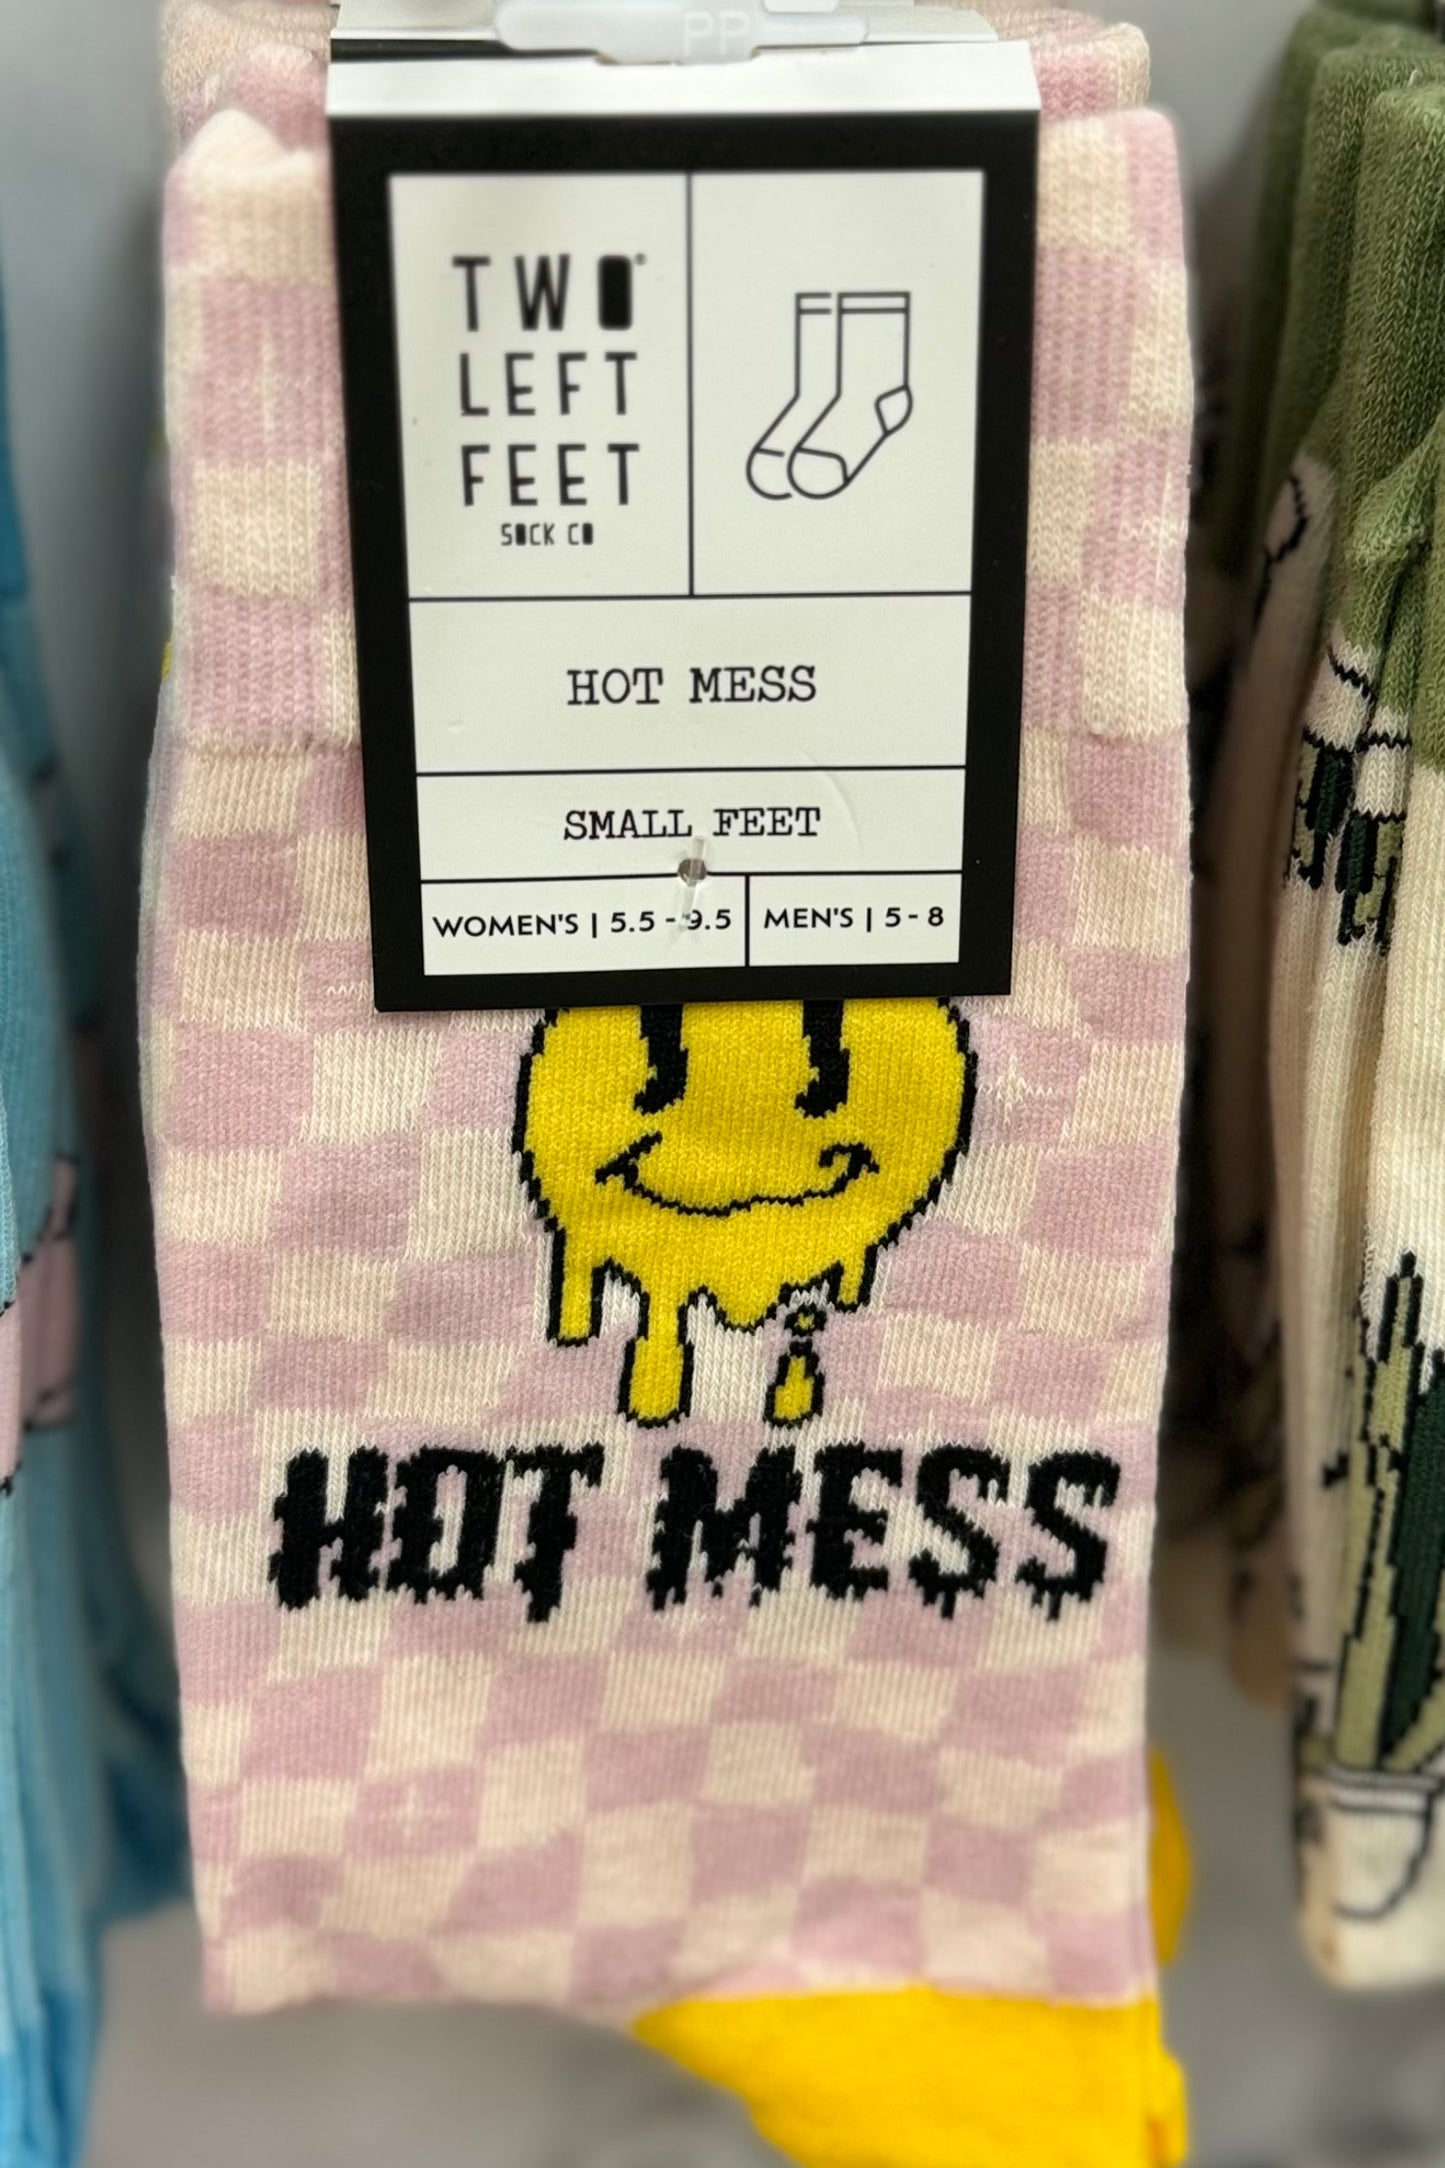 PP
TWO®
LEFT
FEET
SOCK CO
HOT MESS
SMALL FEET
WOMEN'S | 5.5 - 9.5
MEN'S | 5 - 8
HOT MESS